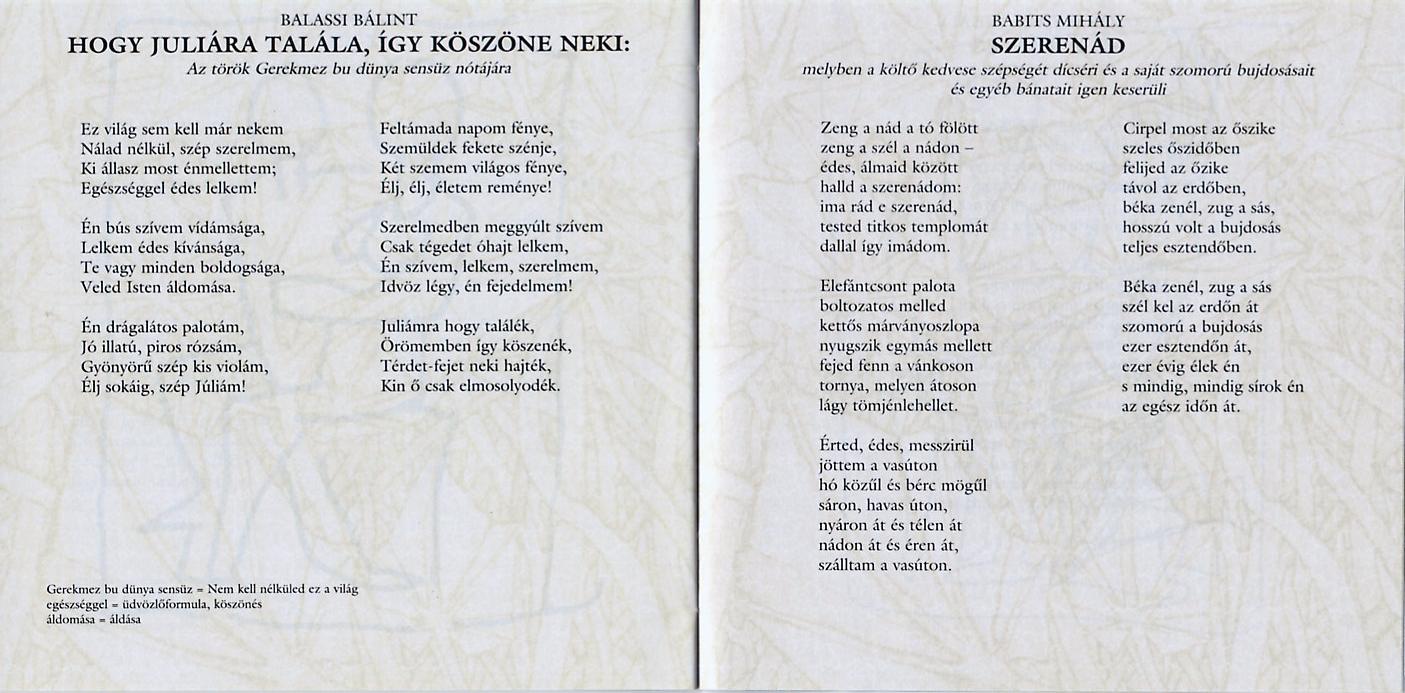 BALASSI BÁLINT
HOGY JULIÁRA TALÁLA, ÍGY KÖSZÖNE NEKI:
Az török Gerekmez bu dünya sensüz nótájára
Ez világ sem kell már nekem
Nálad nélkül, szép szerelmem,
Ki állasz most énmellettem;
Egészséggel édes lelkem!
Én bús szívem vídámsága,
Lelkem édes kívánsága,
Te vagy minden boldogsága,
Veled Isten áldomása.
Én drágalátos palotám,
Jó illatú, piros rózsám,
Gyönyörű szép kis violám,
Élj sokáig, szép Júliám!
Feltámada napom fénye,
Szemüldek fekete szénje,
Két szemem világos fénye,
Élj, élj, életem reménye!
Szerelmedben meggyúlt szívem
Csak tégedet óhajt lelkem,
Én szívem, lelkem, szerelmem,
Idvöz légy, én fejedelmem!
Juliámra hogy találék,
Örömemben így köszenék,
Térdet-fejet neki hajték,
Kin ő csak elmosolyodék.
Gerekmez bu dünya sensüz = Nem kell nélküled ez a világ
egészséggel = üdvözlőformula, köszönés
áldomása = áldása
BABITS MIHÁLY
SZERENÁD
melyben a költő kedvese szépségét dícséri és a saját szomorú bujdosásait
és egyéb bánatait igen keserüli
Zeng a nád a tó fölött
zeng a szél a nádon –
édes, álmaid között
halld a szerenádom:
ima rád e szerenád,
tested titkos templomát
dallal így imádom.
Elefántcsont palota
boltozatos melled
kettős márványoszlopa
nyugszik egymás mellett
fejed fenn a vánkoson
tornya, melyen átoson
lágy tömjénlehellet.
Érted, édes, messzirül
jöttem a vasúton
hó közűl és bérc mögűl
sáron, havas úton,
nyáron át és télen át
nádon át és éren át,
szálltam a vasúton.
Cirpel most az őszike
szeles őszidőben
felijed az őzike
távol az erdőben,
béka zenél, zug a sás,
hosszú volt a bujdosás
teljes esztendőben.
Béka zenél, zug a sás
szél kel az erdőn át
szomorú a bujdosás
ezer esztendőn át,
ezer évig élek én
s mindig, mindig sírok én
az egész időn át.